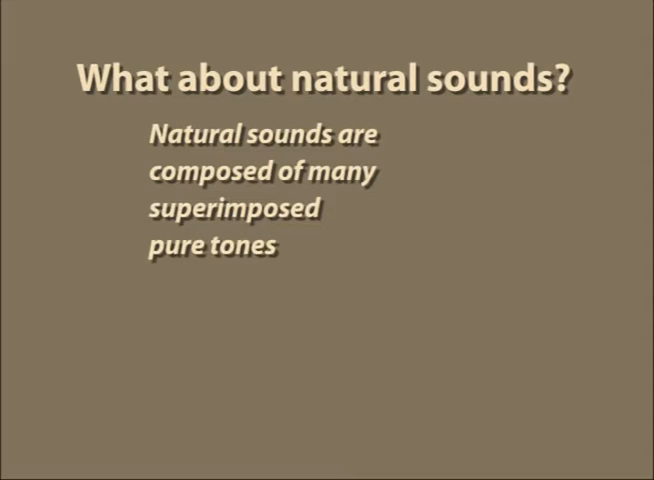 What about natural sounds?
Natural sounds are
composed of many
superimposed
pure tones